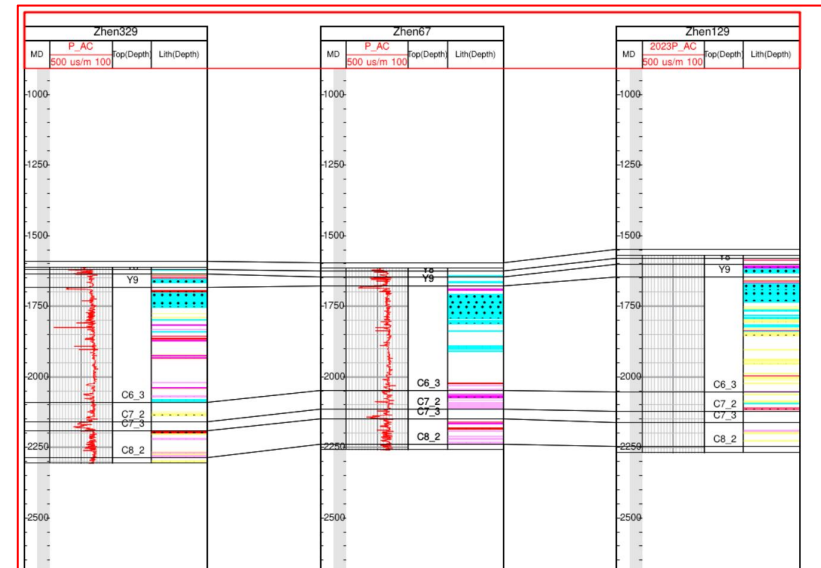 Zhen329 Zhen67 Zhen129
MD P_AC Top(Depth) Lith(Depth) MD P_AC Top(Depth) Lith(Depth) MD 2023P_AC Top(Depth) Lith(Depth)
500 us/m 100 500 us/m 100 500 us/m 100
1000 1000 1000
1250 1250 1250
1500 1500 1500
Y8
Y9 Y9 Y9
1750 1750 1750
2000 2000 2000
C6_3 C6_3 C6_3
C7_2 C7_2 C7_2
C7_3 C7_3 C7_3
C8_2 C8_2 C8_2
2250 2250 2250
2500 2500 2500